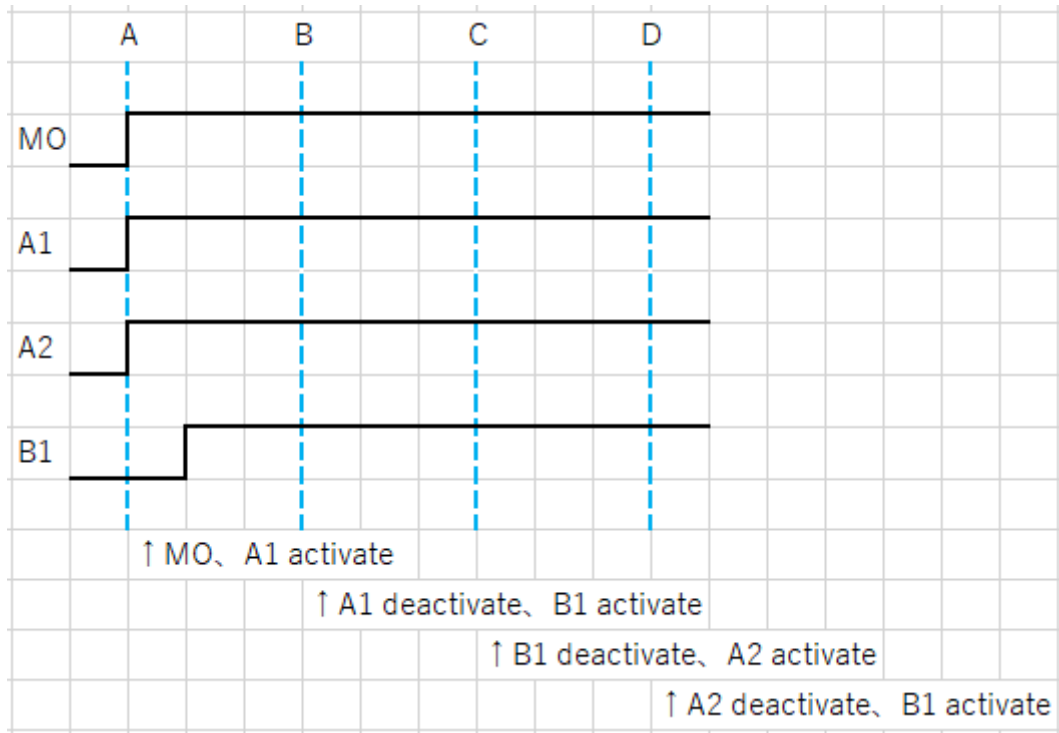 A B C D
MO
A1
A2
B1
↑ MO、A1 activate
↑ A1 deactivate、B1 activate
↑ B1 deactivate、A2 activate
↑ A2 deactivate、B1 activate